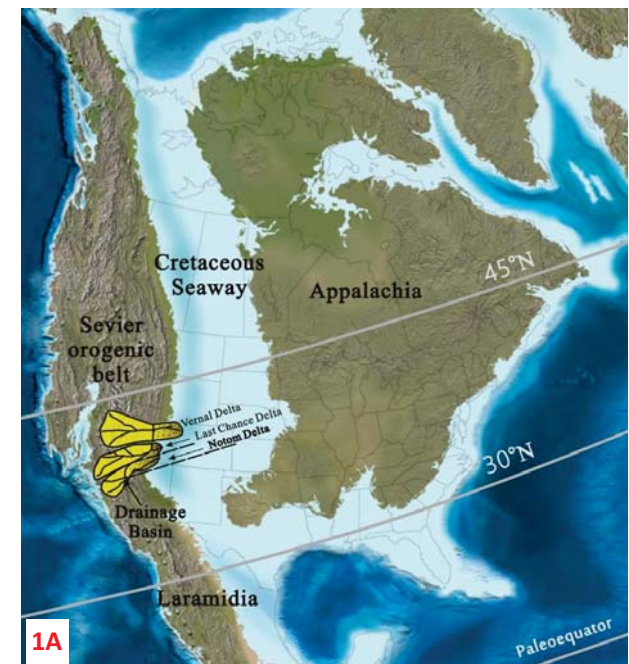 Cretaceous
Seaway
Appalachia
45°N
Sevier
orogenic
belt
Vernal Delta
Last Chance Delta
Notom Delta
30°N
Drainage
Basin
Laramidia
1A
Paleoequator